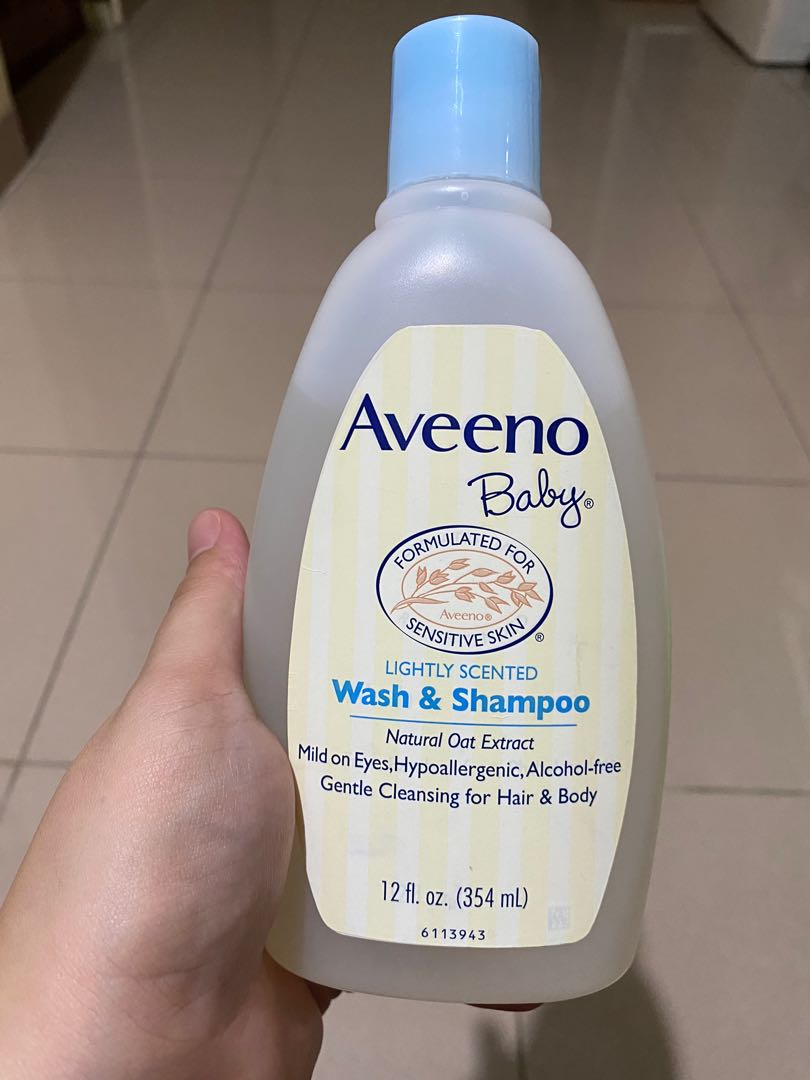 Aveeno
Baby®
FORMULATED FOR
Aveeno®
SENSITIVE SKIN®
LIGHTLY SCENTED
Wash & Shampoo
Natural Oat Extract
Mild on Eyes, Hypoallergenic, Alcohol-free
Gentle Cleansing for Hair & Body
12 fl. oz. (354 mL)
6113943